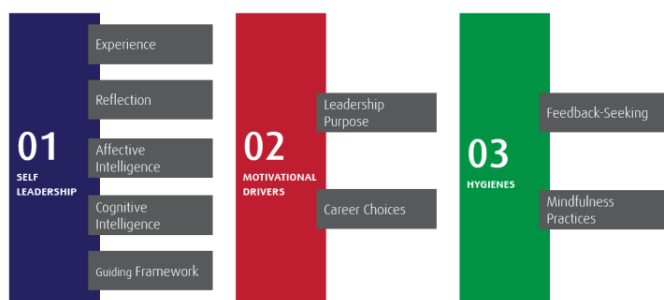 01
SELF
LEADERSHIP
Experience
Reflection
Affective
Intelligence
Cognitive
Intelligence
Guiding Framework
02
MOTIVATIONAL
DRIVERS
Leadership
Purpose
Career Choices
03
HYGIENES
Feedback-Seeking
Mindfulness
Practices